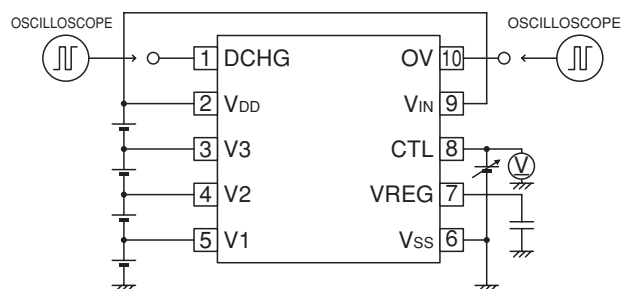 OSCILLOSCOPE OSCILLOSCOPE
1 DCHG OV 10
2 VDD VIN 9
3 V3 CTL 8
V
4 V2 VREG 7
5 V1 VSS 6